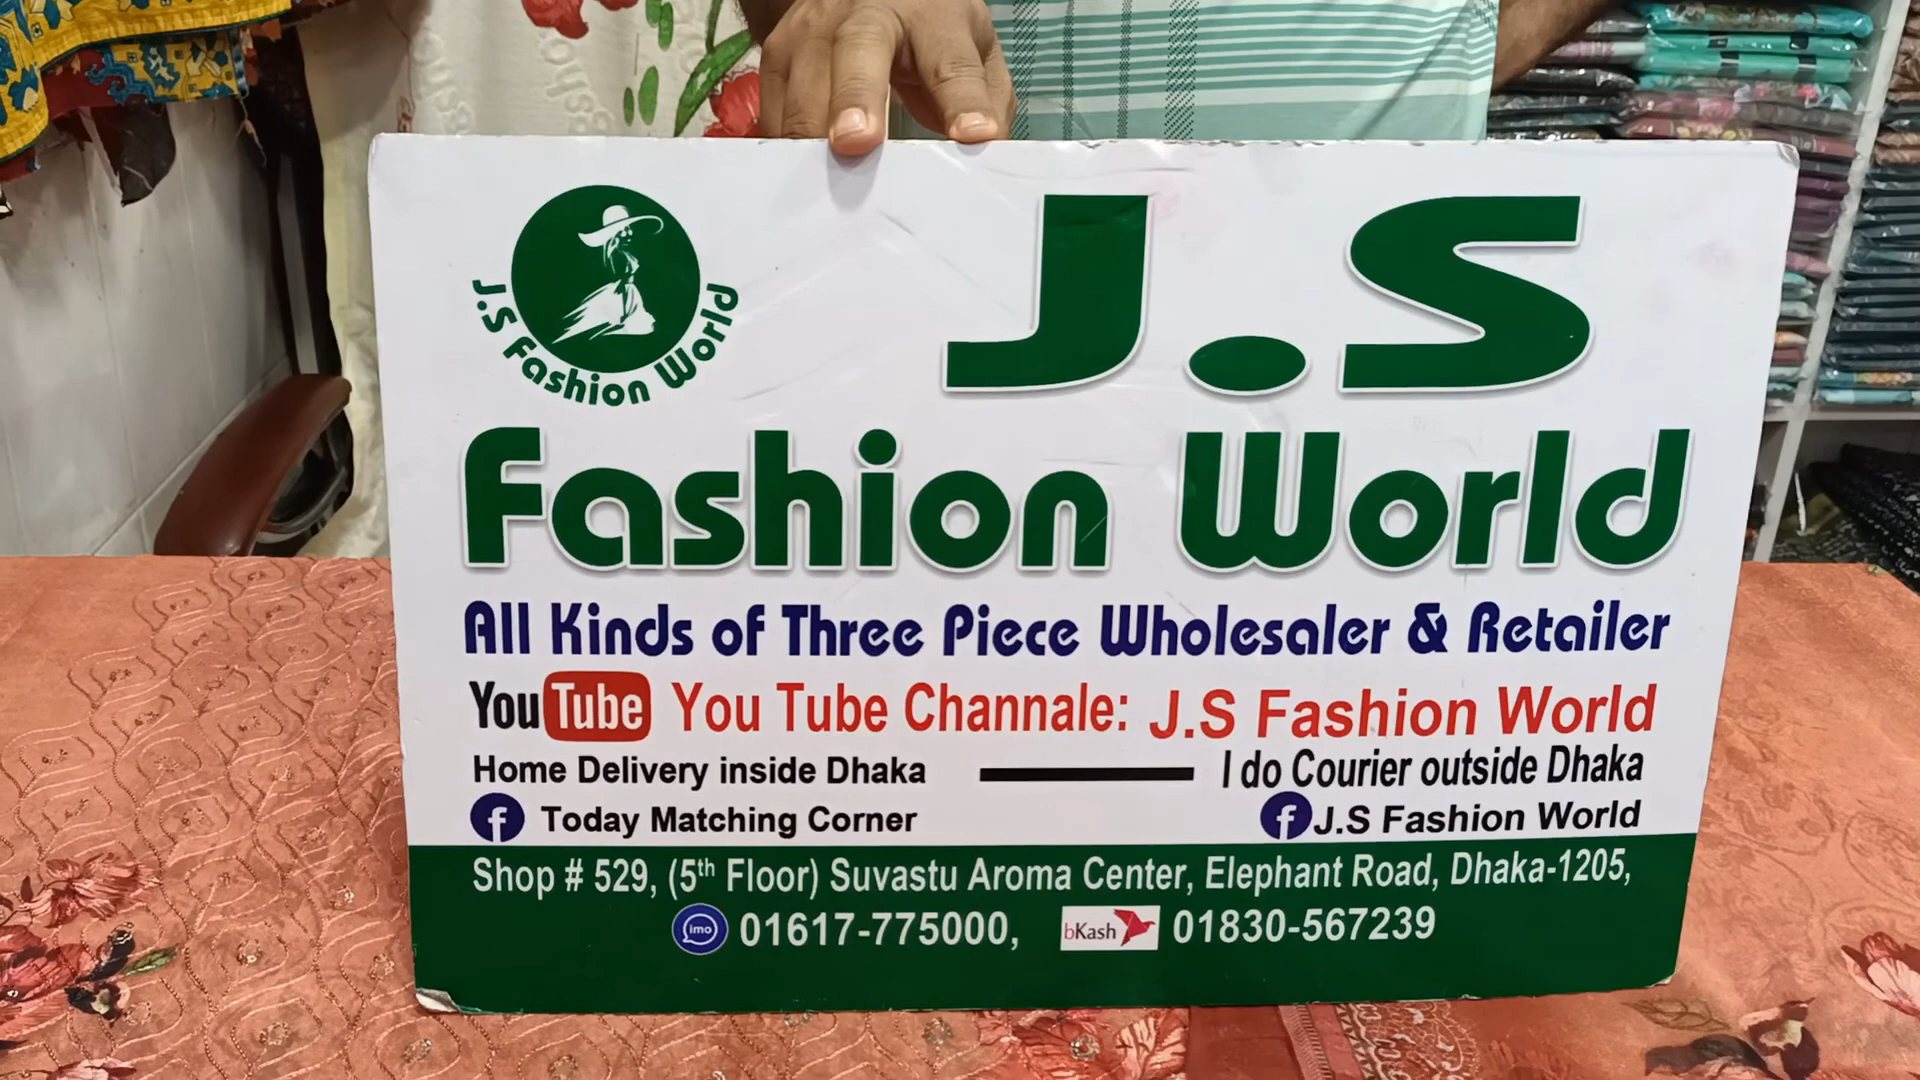 J.S Fashion World
J.S
Fashion World
All Kinds of Three Piece Wholesaler & Retailer
YouTube You Tube Channale: J.S Fashion World
Home Delivery inside Dhaka I do Courier outside Dhaka
f Today Matching Corner f J.S Fashion World
Shop # 529, (5th Floor) Suvastu Aroma Center, Elephant Road, Dhaka-1205,
imo 01617-775000, bKash 01830-567239